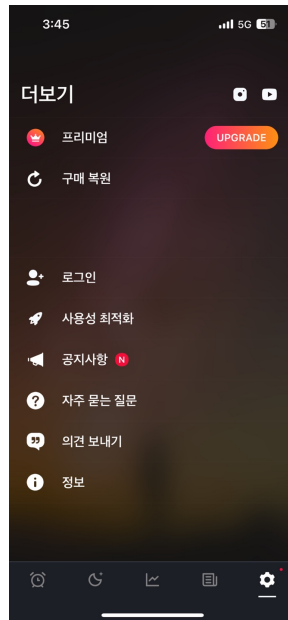 3:45
5G 51
더보기
프리미엄
UPGRADE
구매 복원
로그인
사용성 최적화
공지사항 N
자주 묻는 질문
의견 보내기
정보